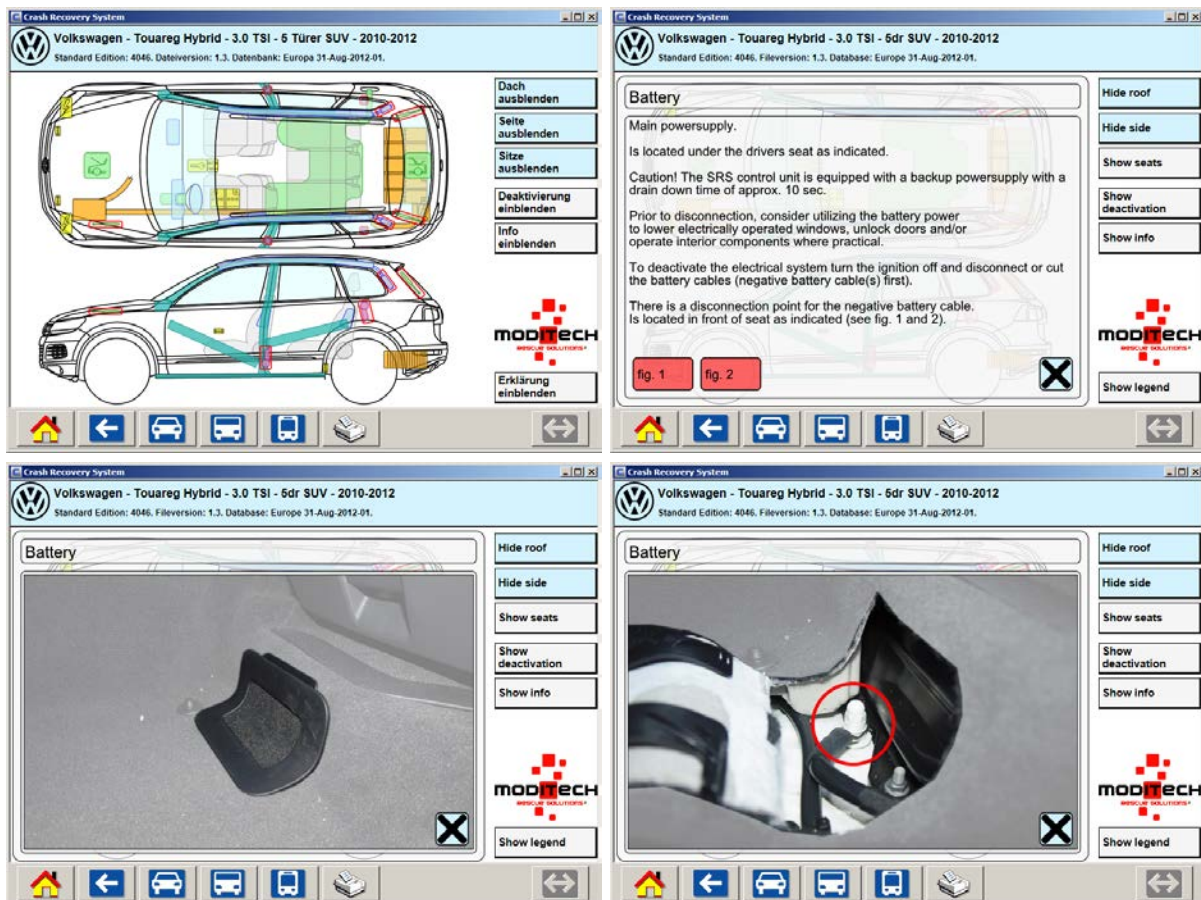 Crash Recovery System
Volkswagen - Touareg Hybrid - 3.0 TSI - 5 Türer SUV - 2010-2012
Standard Edition: 4046. Dateiversion: 1.3. Datenbank: Europa 31-Aug-2012-01.
Dach
ausblenden
Seite
ausblenden
Sitze
ausblenden
Deaktivierung
einblenden
Info
einblenden
MODITECH
RESCUE SOLUTIONS
Erklärung
einblenden
Crash Recovery System
Volkswagen - Touareg Hybrid - 3.0 TSI - 5dr SUV - 2010-2012
Standard Edition: 4046. Fileversion: 1.3. Database: Europe 31-Aug-2012-01.
Battery
Main powersupply.
Is located under the drivers seat as indicated.
Caution! The SRS control unit is equipped with a backup powersupply with a
drain down time of approx. 10 sec.
Prior to disconnection, consider utilizing the battery power
to lower electrically operated windows, unlock doors and/or
operate interior components where practical.
To deactivate the electrical system turn the ignition off and disconnect or cut
the battery cables (negative battery cable(s) first).
There is a disconnection point for the negative battery cable.
Is located in front of seat as indicated (see fig. 1 and 2).
fig. 1
fig. 2
Hide roof
Hide side
Show seats
Show
deactivation
Show info
MODITECH
RESCUE SOLUTIONS
Show legend
Crash Recovery System
Volkswagen - Touareg Hybrid - 3.0 TSI - 5dr SUV - 2010-2012
Standard Edition: 4046. Fileversion: 1.3. Database: Europe 31-Aug-2012-01.
Battery
Hide roof
Hide side
Show seats
Show
deactivation
Show info
MODITECH
RESCUE SOLUTIONS
Show legend
Crash Recovery System
Volkswagen - Touareg Hybrid - 3.0 TSI - 5dr SUV - 2010-2012
Standard Edition: 4046. Fileversion: 1.3. Database: Europe 31-Aug-2012-01.
Battery
Hide roof
Hide side
Show seats
Show
deactivation
Show info
MODITECH
RESCUE SOLUTIONS
Show legend